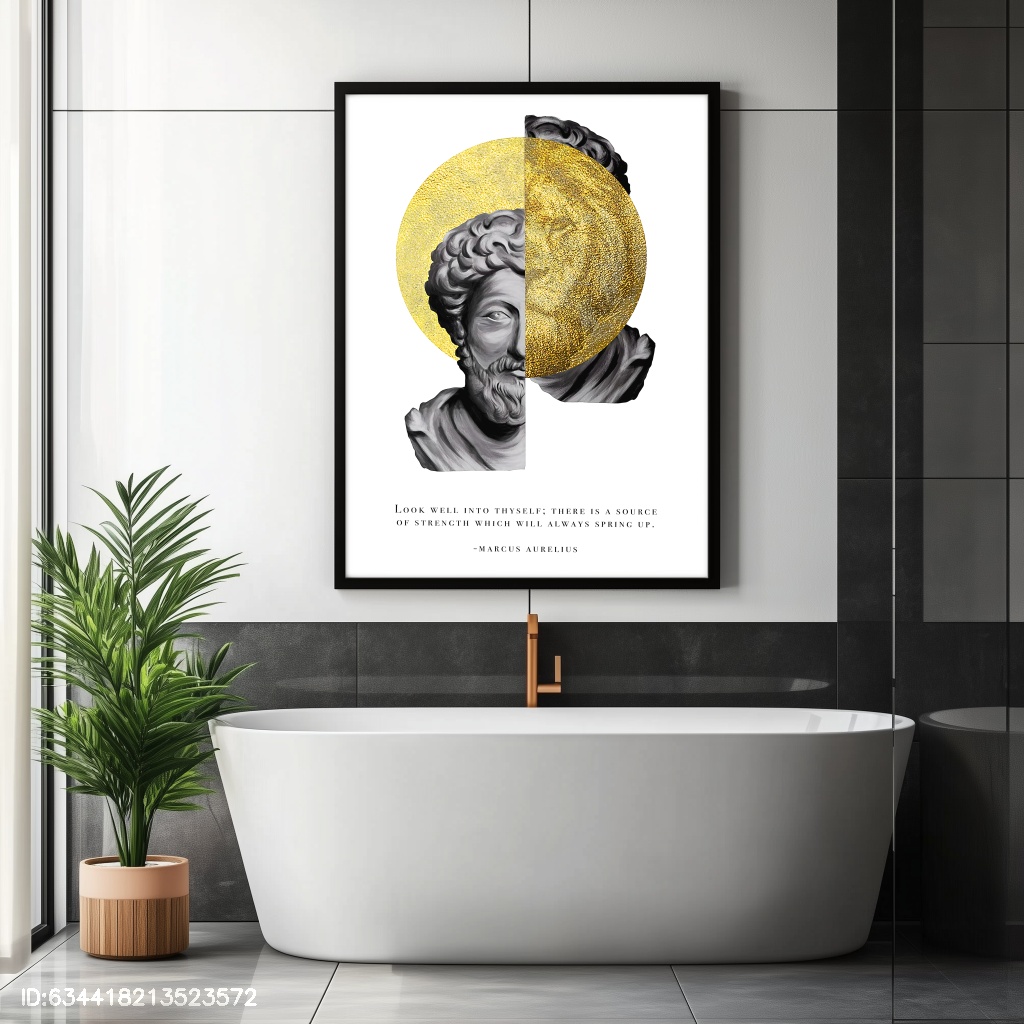 Look well into thyself; there is a source
of strength which will always spring up.
-Marcus Aurelius
ID:634418213523572